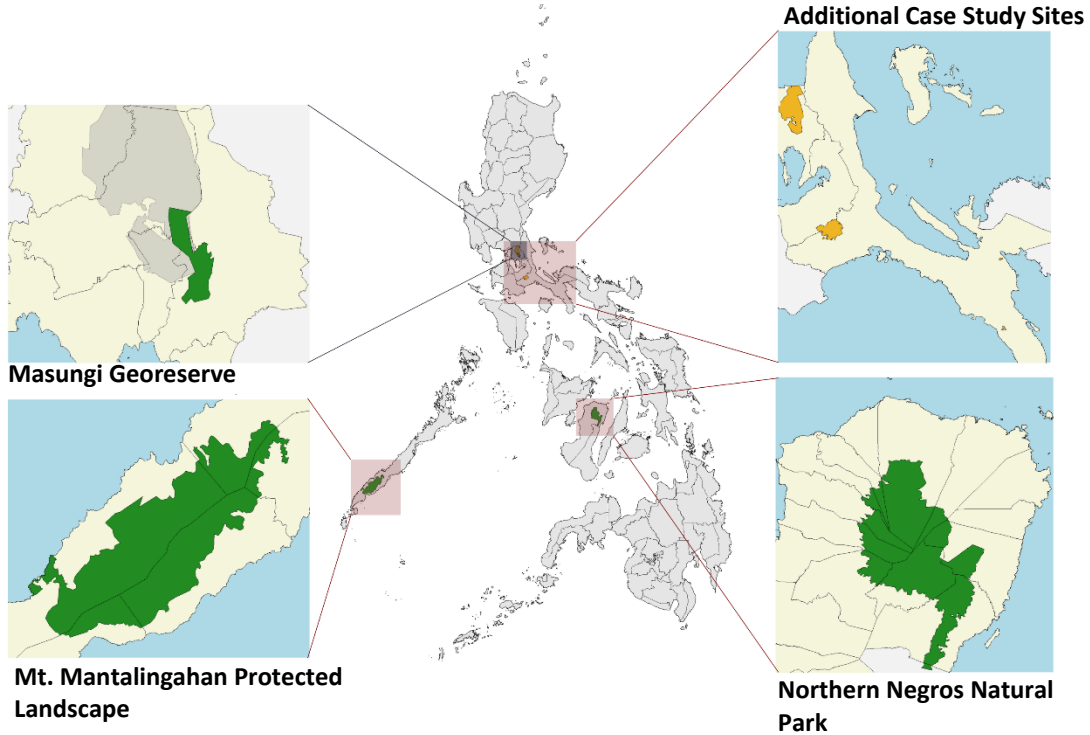 Additional Case Study Sites
Masungi Georeserve
Mt. Mantalingahan Protected
Landscape
Northern Negros Natural
Park